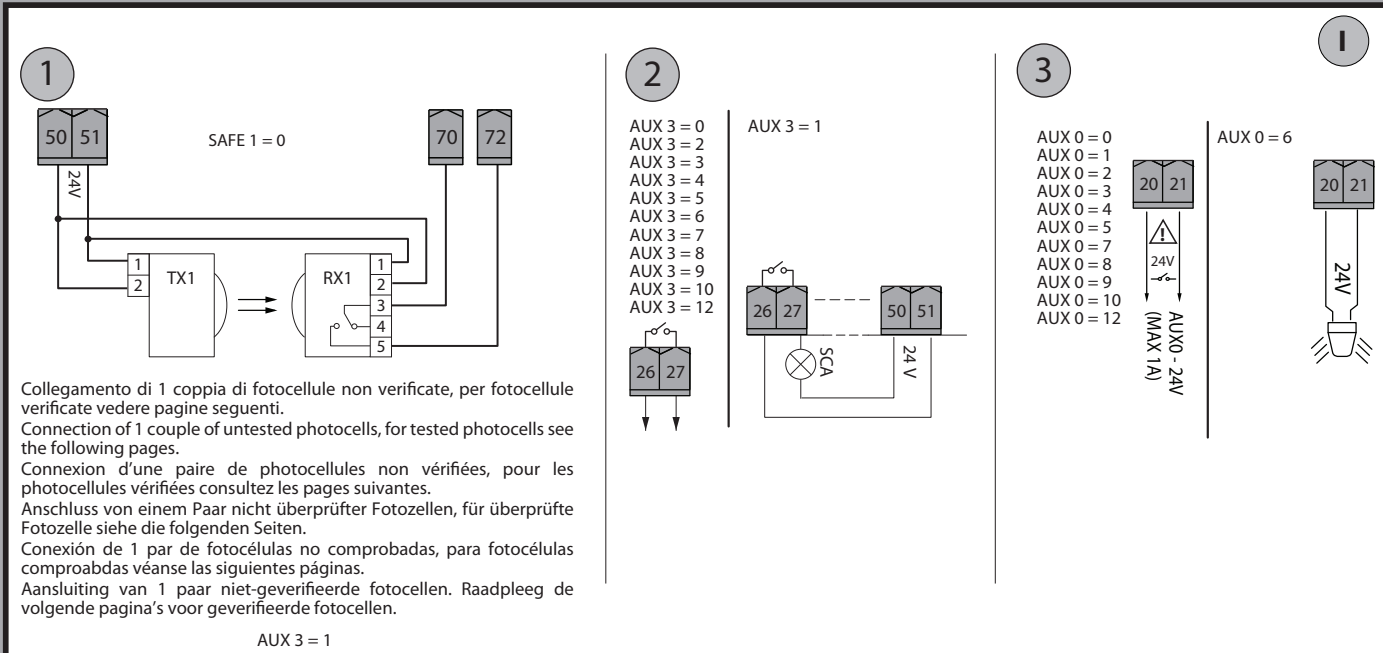 I
1
50 51
SAFE 1 = 0
70
72
24V
1
2
TX1
RX1
1
2
3
4
5
Collegamento di 1 coppia di fotocellule non verificate, per fotocellule
verificate vedere pagine seguenti.
Connection of 1 couple of untested photocells, for tested photocells see
the following pages.
Connexion d'une paire de photocellules non vérifiées, pour les
photocellules vérifiées consultez les pages suivantes.
Anschluss von einem Paar nicht überprüfter Fotozellen, für überprüfte
Fotozelle siehe die folgenden Seiten.
Conexión de 1 par de fotocélulas no comprobadas, para fotocélulas
comproabdas véanse las siguientes páginas.
Aansluiting van 1 paar niet-geverifieerde fotocellen. Raadpleeg de
volgende pagina's voor geverifieerde fotocellen.
AUX 3 = 1
2
AUX 3 = 0
AUX 3 = 2
AUX 3 = 3
AUX 3 = 4
AUX 3 = 5
AUX 3 = 6
AUX 3 = 7
AUX 3 = 8
AUX 3 = 9
AUX 3 = 10
AUX 3 = 12
26 27
AUX 3 = 1
26 27
50 51
SCA
24 V
3
AUX 0 = 0
AUX 0 = 1
AUX 0 = 2
AUX 0 = 3
AUX 0 = 4
AUX 0 = 5
AUX 0 = 7
AUX 0 = 8
AUX 0 = 9
AUX 0 = 10
AUX 0 = 12
20 21
!
24V
AUX0 - 24V
(MAX 1A)
AUX 0 = 6
20 21
24V